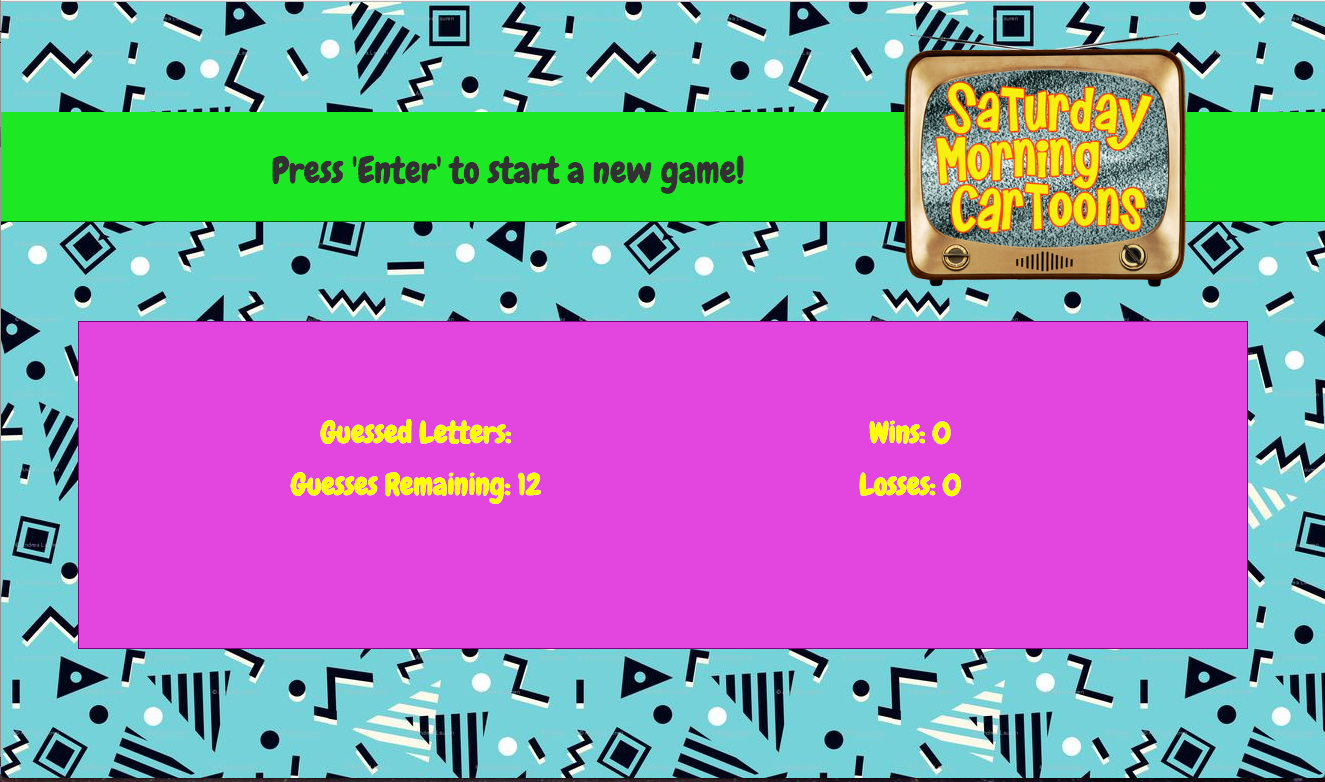 Press 'Enter' to start a new game!
Saturday
Morning
Cartoons
Guessed Letters:
Wins: 0
Guesses Remaining: 12
Losses: 0